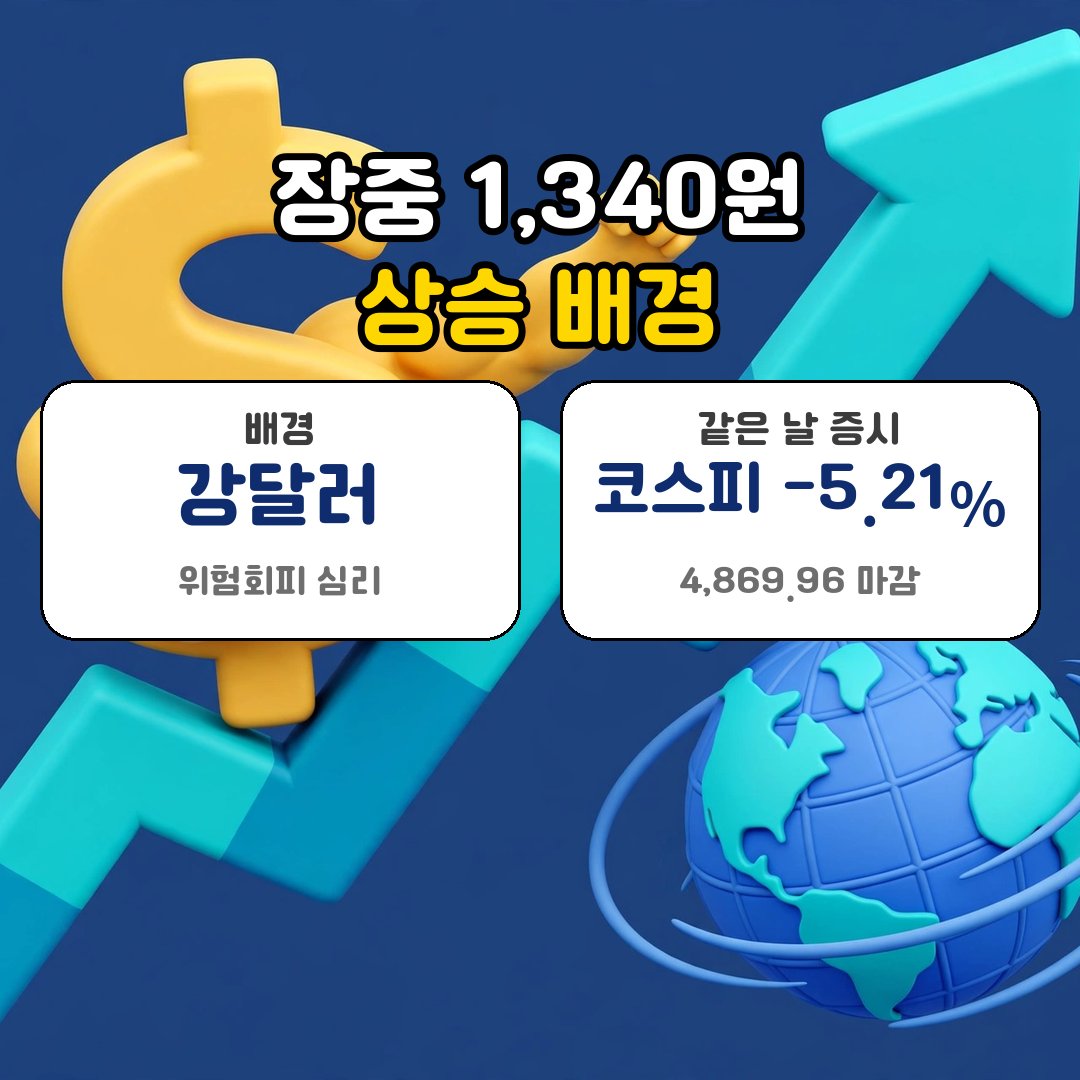 장중 1,340원
상승 배경
배경
강달러
위험회피 심리
같은 날 증시
코스피 -5.21%
4,869.96 마감